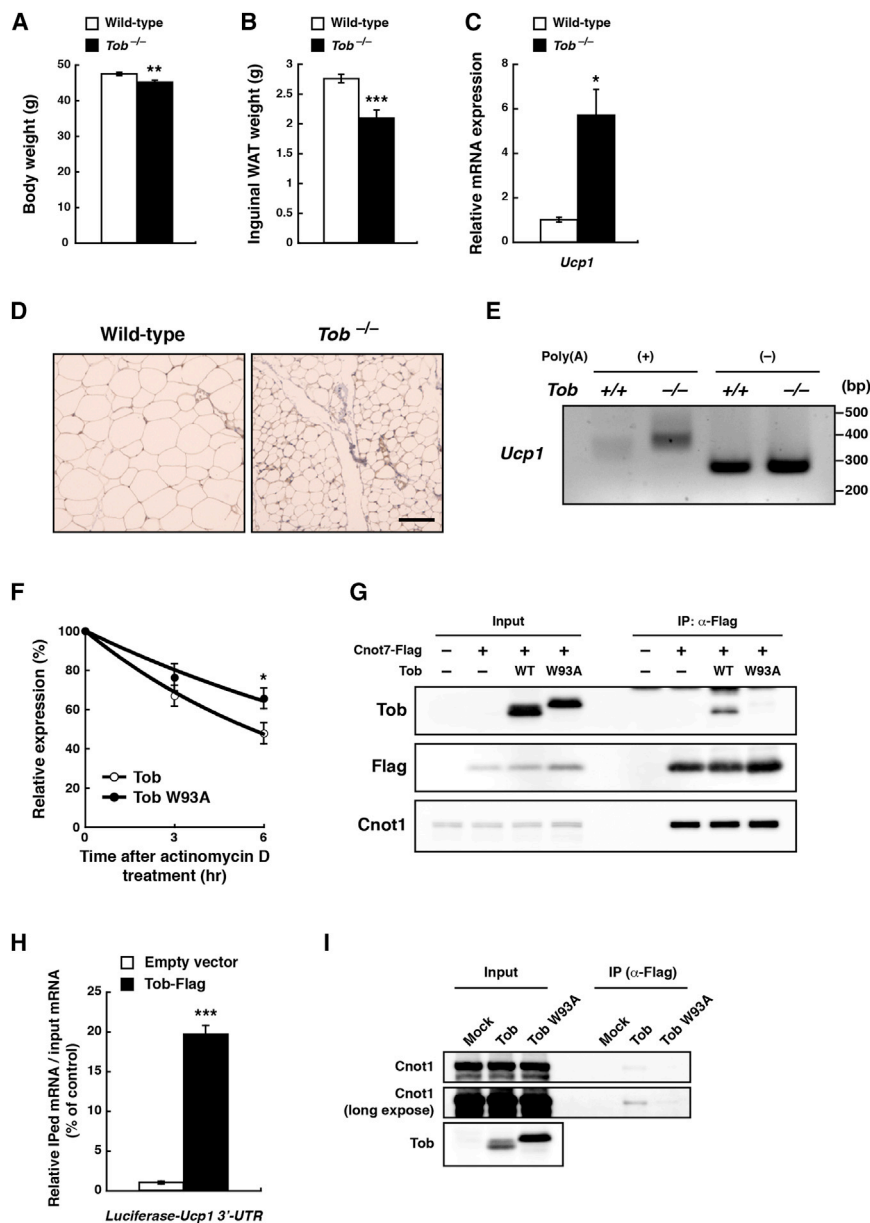 A
Wild-type
Tob –/–
Body weight (g)
50
40
30
20
10
0
**
B
Wild-type
Tob –/–
Inguinal WAT weight (g)
3
2.5
2
1.5
1
0.5
0
***
C
Wild-type
Tob –/–
Relative mRNA expression
8
6
4
2
0
*
Ucp1
D
Wild-type
Tob –/–
E
Poly(A) (+) (–)
Tob +/+ –/– +/+ –/– (bp)
Ucp1
500
400
300
200
F
Relative expression (%)
100
80
60
40
20
0
*
Tob
Tob W93A
0 3 6
Time after actinomycin D
treatment (hr)
G
Input IP: α-Flag
Cnot7-Flag – + + + – + + +
Tob – – WT W93A – – WT W93A
Tob
Flag
Cnot1
H
Empty vector
Tob-Flag
Relative IPed mRNA / input mRNA
(% of control)
25
20
15
10
5
0
***
Luciferase-Ucp1 3'-UTR
I
Input IP (α-Flag)
Mock Tob Tob W93A Mock Tob Tob W93A
Cnot1
Cnot1
(long expose)
Tob